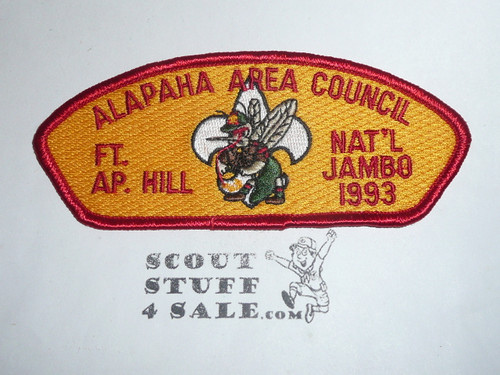 ALAPAHA AREA COUNCIL
FT.
AP. HILL
NAT'L
JAMBO
1993
SCOUT
STUFF
4 SALE.COM